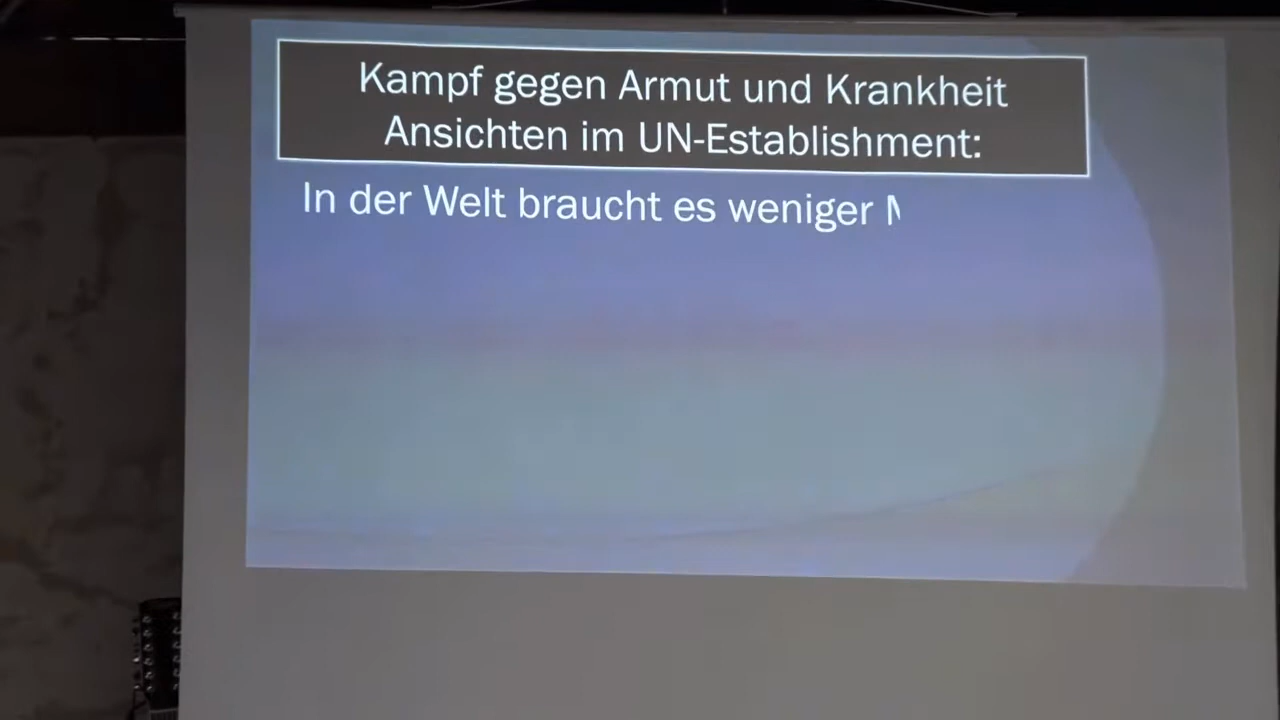 Kampf gegen Armut und Krankheit
Ansichten im UN-Establishment:
In der Welt braucht es weniger